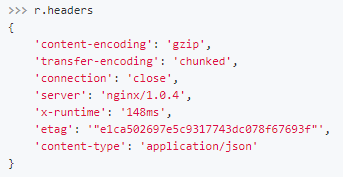 >>> r.headers
{
    'content-encoding': 'gzip',
    'transfer-encoding': 'chunked',
    'connection': 'close',
    'server': 'nginx/1.0.4',
    'x-runtime': '148ms',
    'etag': '"e1ca502697e5c9317743dc078f67693f"',
    'content-type': 'application/json'
}